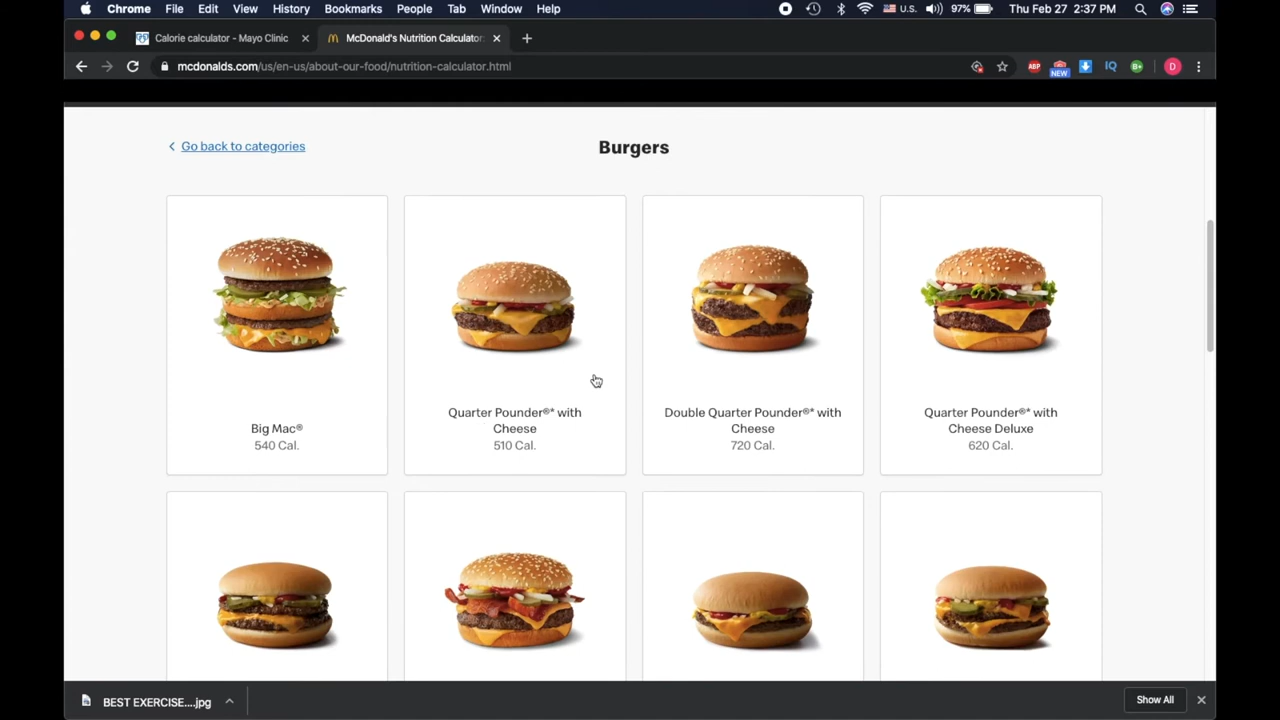 Chrome File Edit View History Bookmarks People Tab Window Help U.S. 97% Thu Feb 27 2:37 PM
Calorie calculator - Mayo Clinic McDonald's Nutrition Calculator:
mcdonalds.com/us/en-us/about-our-food/nutrition-calculator.html ABP NEW IQ B+ D
Go back to categories
Burgers
Big Mac®
540 Cal.
Quarter Pounder®* with
Cheese
510 Cal.
Double Quarter Pounder®* with
Cheese
720 Cal.
Quarter Pounder®* with
Cheese Deluxe
620 Cal.
BEST EXERCISE....jpg
Show All